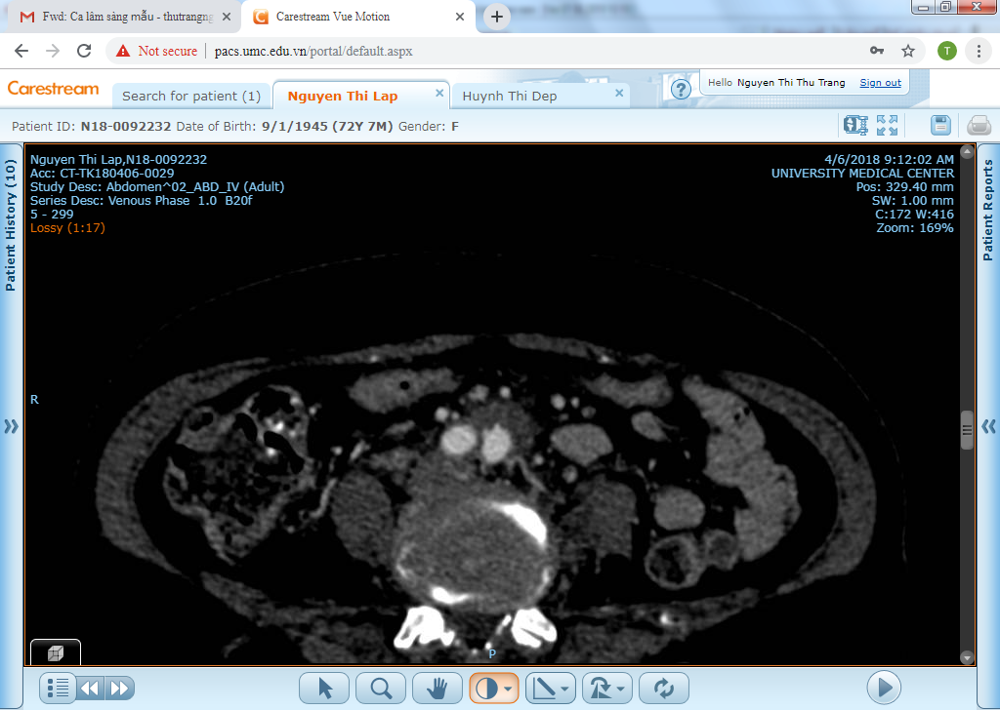 Fwd: Ca lâm sàng mẫu - thutrangng
Carestream Vue Motion
Not secure | pacs.umc.edu.vn/portal/default.aspx
T
Carestream
Search for patient (1)
Nguyen Thi Lap
Huynh Thi Dep
?
Hello Nguyen Thi Thu Trang
Sign out
Patient ID: N18-0092232 Date of Birth: 9/1/1945 (72Y 7M) Gender: F
Patient History (10)
Nguyen Thi Lap,N18-0092232
Acc: CT-TK180406-0029
Study Desc: Abdomen^02_ABD_IV (Adult)
Series Desc: Venous Phase 1.0 B20f
5 - 299
Lossy (1:17)
4/6/2018 9:12:02 AM
UNIVERSITY MEDICAL CENTER
Pos: 329.40 mm
SW: 1.00 mm
C:172 W:416
Zoom: 169%
Patient Reports
R
P